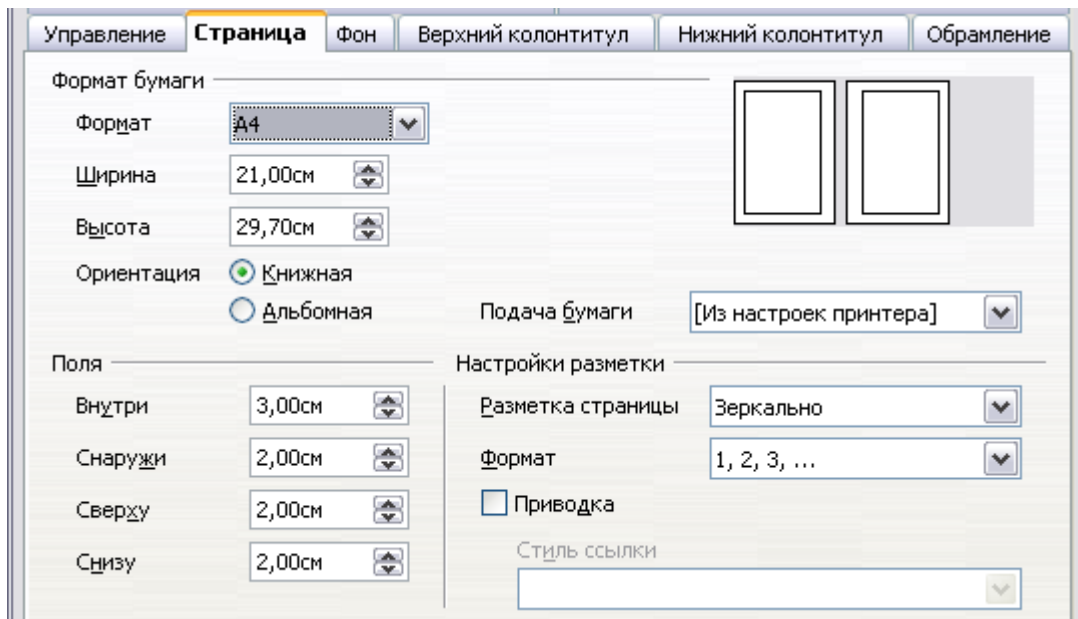 Управление Страница Фон Верхний колонтитул Нижний колонтитул Обрамление
Формат бумаги
Формат A4
Ширина 21,00см
Высота 29,70см
Ориентация Книжная
Альбомная Подача бумаги [Из настроек принтера]
Поля Настройки разметки
Внутри 3,00см Разметка страницы Зеркально
Снаружи 2,00см Формат 1, 2, 3, ...
Сверху 2,00см Приводка
Снизу 2,00см Стиль ссылки